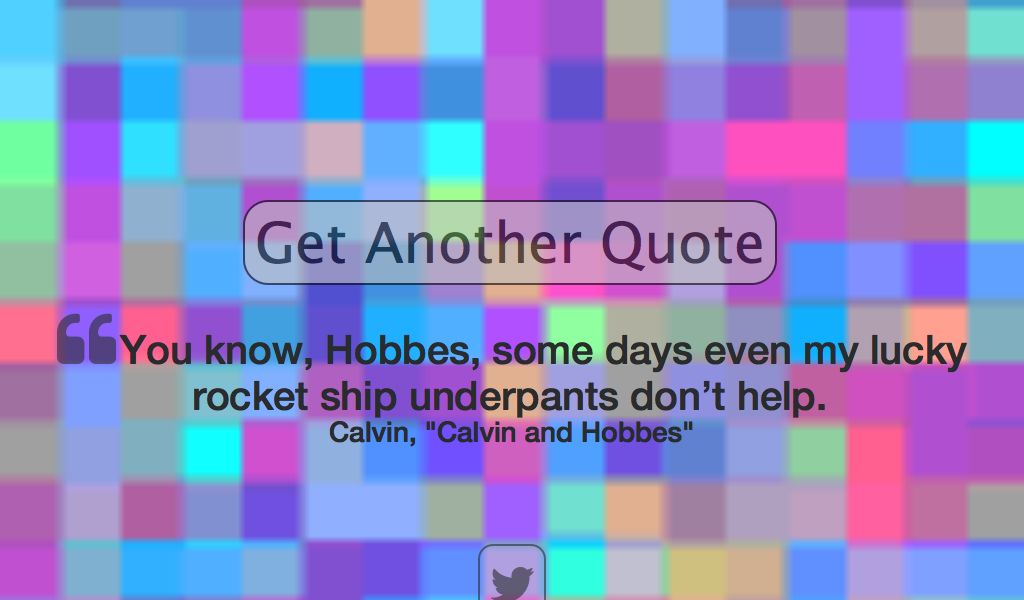 Get Another Quote
“You know, Hobbes, some days even my lucky
rocket ship underpants don’t help.
Calvin, "Calvin and Hobbes"